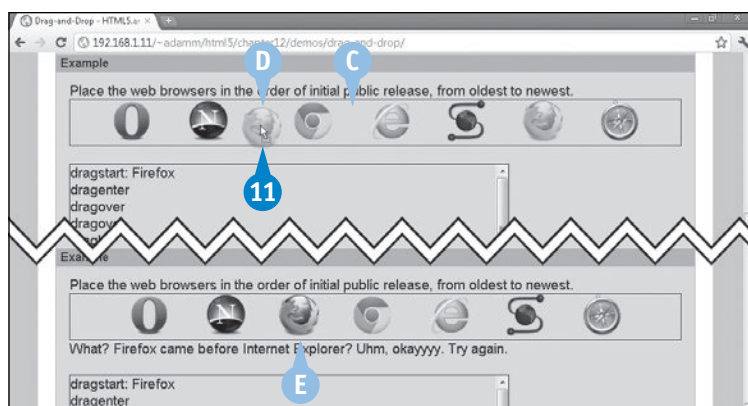 Drag-and-Drop - HTML5.ar
192.168.1.11/~adamm/html5/chapter12/demos/drag-and-drop/
Example
D
C
Place the web browsers in the order of initial public release, from oldest to newest.
N
11
dragstart: Firefox
dragenter
dragover
Place the web browsers in the order of initial public release, from oldest to newest.
N
What? Firefox came before Internet Explorer? Uhm, okayyyy. Try again.
E
dragstart: Firefox
dragenter